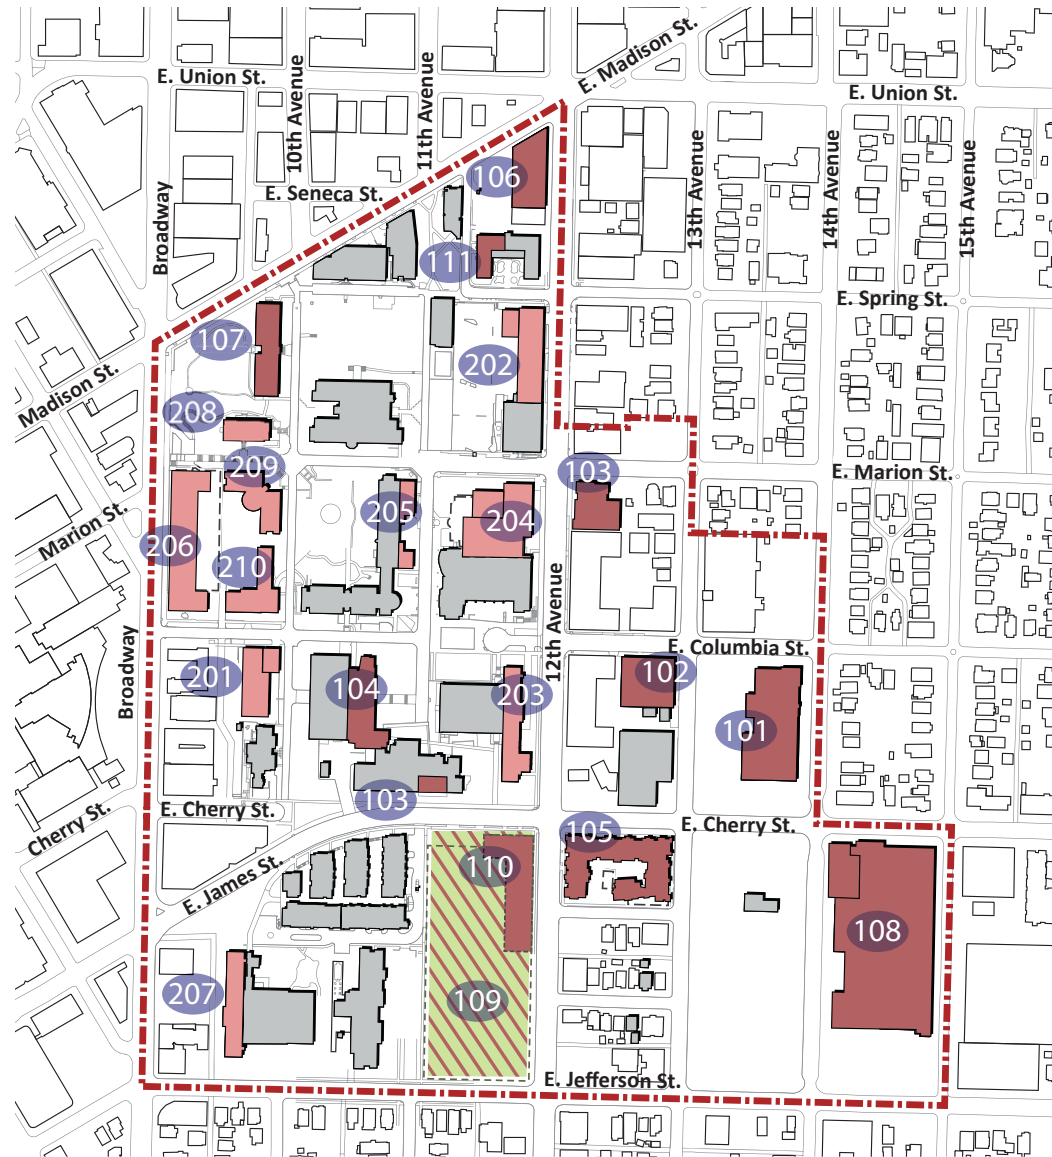 E. Madison St.
E. Union St.
E. Union St.
10th Avenue
11th Avenue
13th Avenue
14th Avenue
15th Avenue
106
E. Seneca St.
Broadway
111
E. Spring St.
107
202
Madison St.
208
209
103
E. Marion St.
Marion St.
205
204
206
210
12th Avenue
E. Columbia St.
Broadway
201
104
203
102
101
103
E. Cherry St.
Cherry St.
105
E. Cherry St.
110
E. James St.
108
207
109
E. Jefferson St.